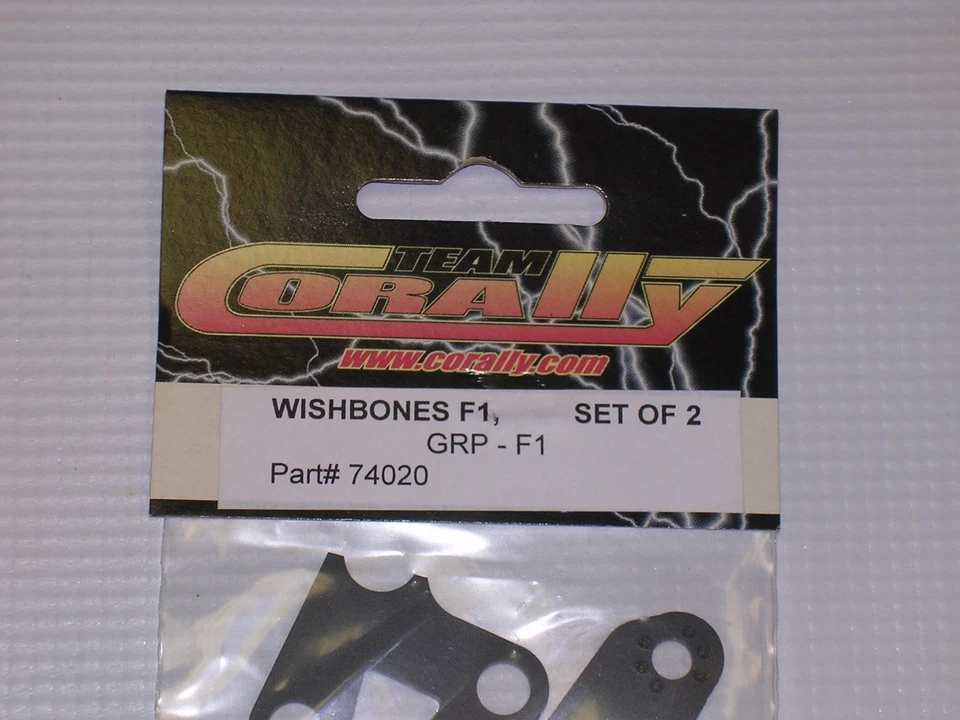 TEAM
CORALLY
www.corally.com
WISHBONES F1, SET OF 2
GRP - F1
Part# 74020